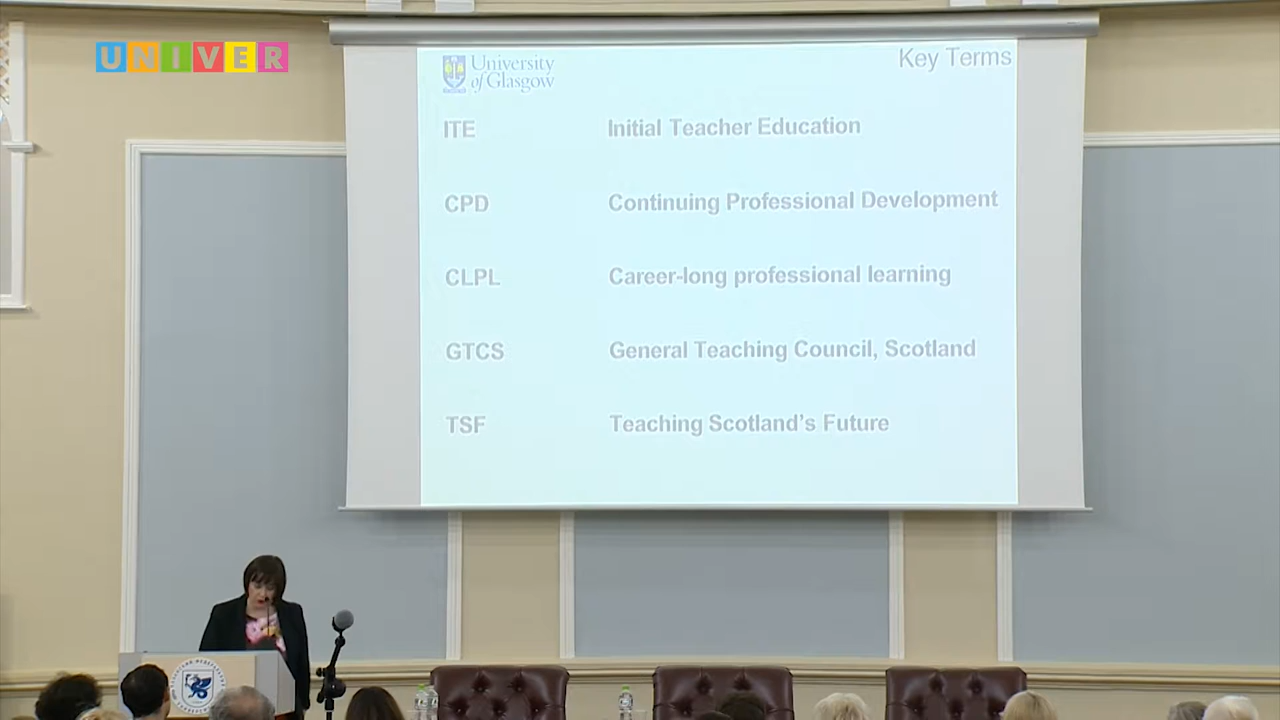 UNIVER
University
of Glasgow
Key Terms
ITE Initial Teacher Education
CPD Continuing Professional Development
CLPL Career-long professional learning
GTCS General Teaching Council, Scotland
TSF Teaching Scotland's Future